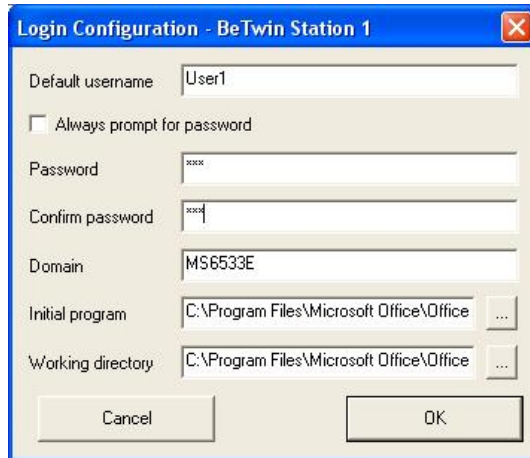 Login Configuration - BeTwin Station 1
Default username User1
Always prompt for password
Password ***
Confirm password ***
Domain MS6533E
Initial program C:\Program Files\Microsoft Office\Office ...
Working directory C:\Program Files\Microsoft Office\Office ...
Cancel OK